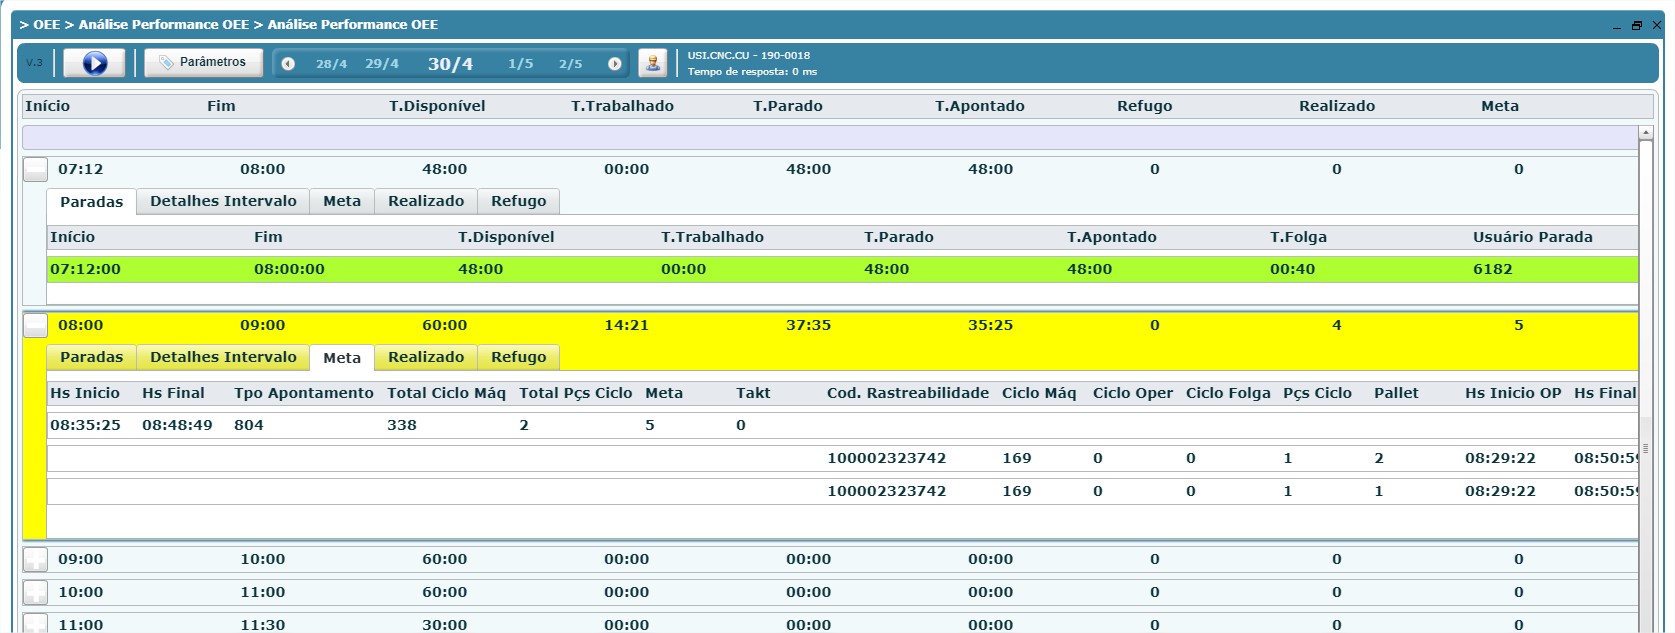 > OEE > Análise Performance OEE > Análise Performance OEE
V.3 Parâmetros 28/4 29/4 30/4 1/5 2/5 USI.CNC.CU - 190-0018
Tempo de resposta: 0 ms
Início Fim T.Disponível T.Trabalhado T.Parado T.Apontado Refugo Realizado Meta
07:12 08:00 48:00 00:00 48:00 48:00 0 0 0
Paradas Detalhes Intervalo Meta Realizado Refugo
Início Fim T.Disponível T.Trabalhado T.Parado T.Apontado T.Folga Usuário Parada
07:12:00 08:00:00 48:00 00:00 48:00 48:00 00:40 6182
08:00 09:00 60:00 14:21 37:35 35:25 0 4 5
Paradas Detalhes Intervalo Meta Realizado Refugo
Hs Inicio Hs Final Tpo Apontamento Total Ciclo Máq Total Pçs Ciclo Meta Takt Cod. Rastreabilidade Ciclo Máq Ciclo Oper Ciclo Folga Pçs Ciclo Pallet Hs Inicio OP Hs Final
08:35:25 08:48:49 804 338 2 5 0
100002323742 169 0 0 1 2 08:29:22 08:50:59
100002323742 169 0 0 1 1 08:29:22 08:50:59
09:00 10:00 60:00 00:00 00:00 00:00 0 0 0
10:00 11:00 60:00 00:00 00:00 00:00 0 0 0
11:00 11:30 30:00 00:00 00:00 00:00 0 0 0